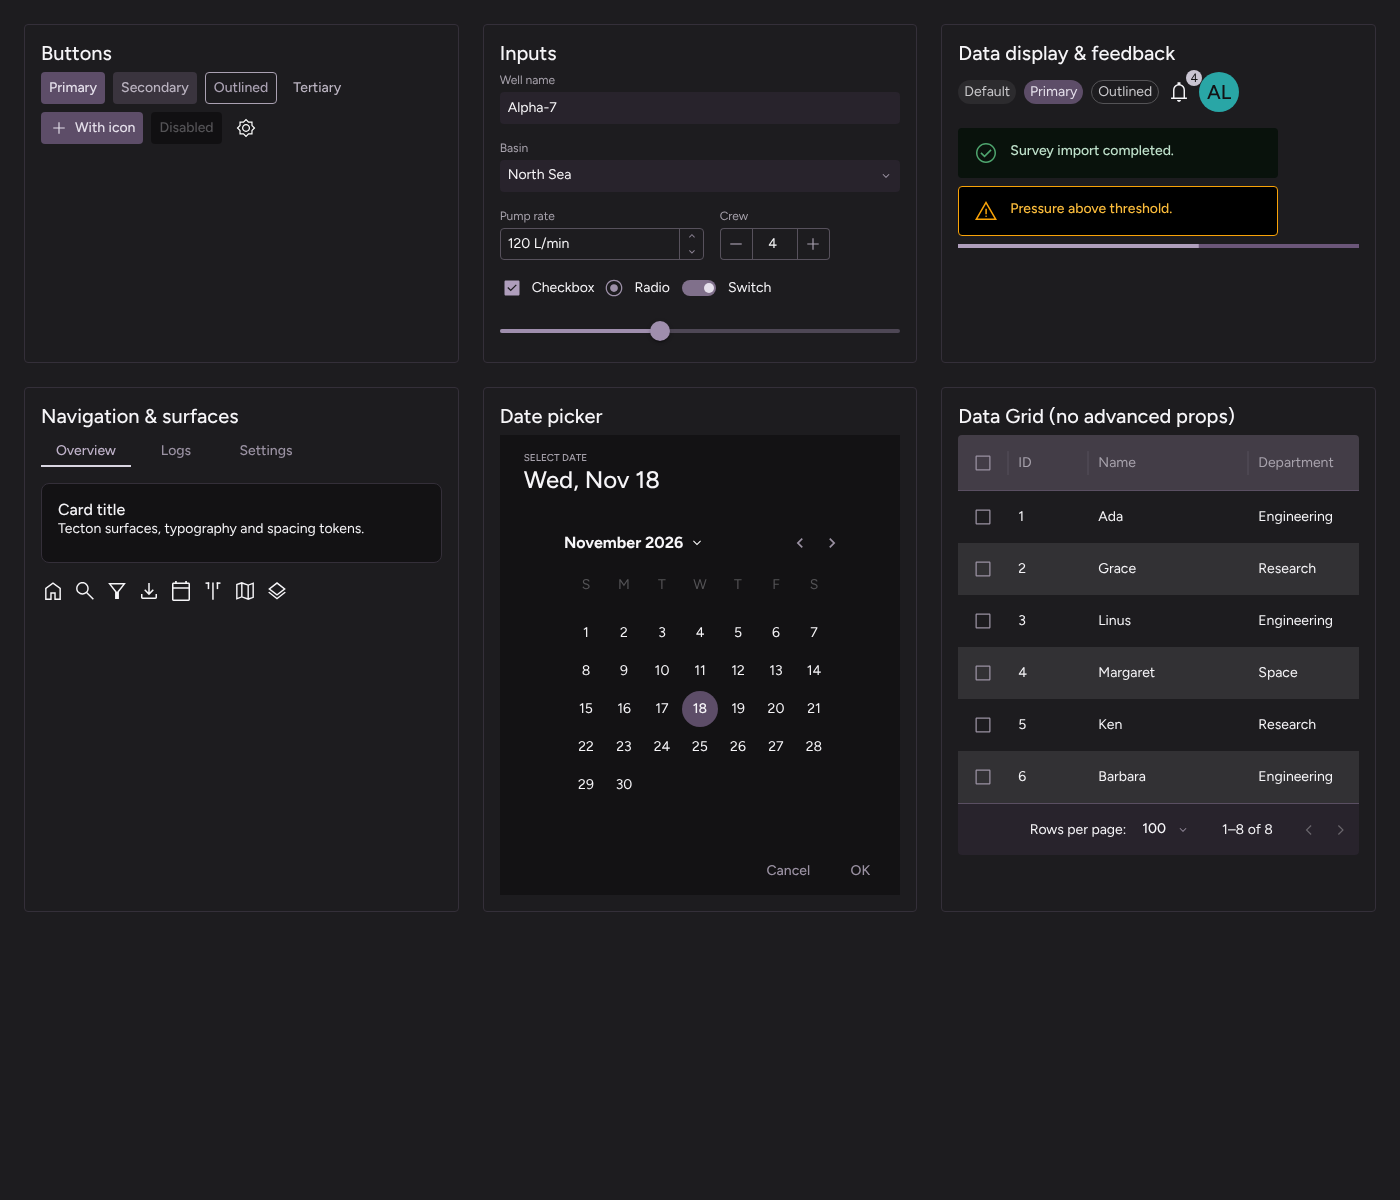 Buttons
Primary
Secondary
Outlined
Tertiary
With icon
Disabled
Inputs
Well name
Alpha-7
Basin
North Sea
Pump rate
Crew
120 L/min
4
Checkbox
Radio
Switch
Data display & feedback
Default
Primary
Outlined
4
AL
Survey import completed.
Pressure above threshold.
Navigation & surfaces
Overview
Logs
Settings
Card title
Tecton surfaces, typography and spacing tokens.
Date picker
SELECT DATE
Wed, Nov 18
November 2026
S M T W T F S
1 2 3 4 5 6 7
8 9 10 11 12 13 14
15 16 17 18 19 20 21
22 23 24 25 26 27 28
29 30
Cancel
OK
Data Grid (no advanced props)
ID Name Department
1 Ada Engineering
2 Grace Research
3 Linus Engineering
4 Margaret Space
5 Ken Research
6 Barbara Engineering
Rows per page: 100 1–8 of 8